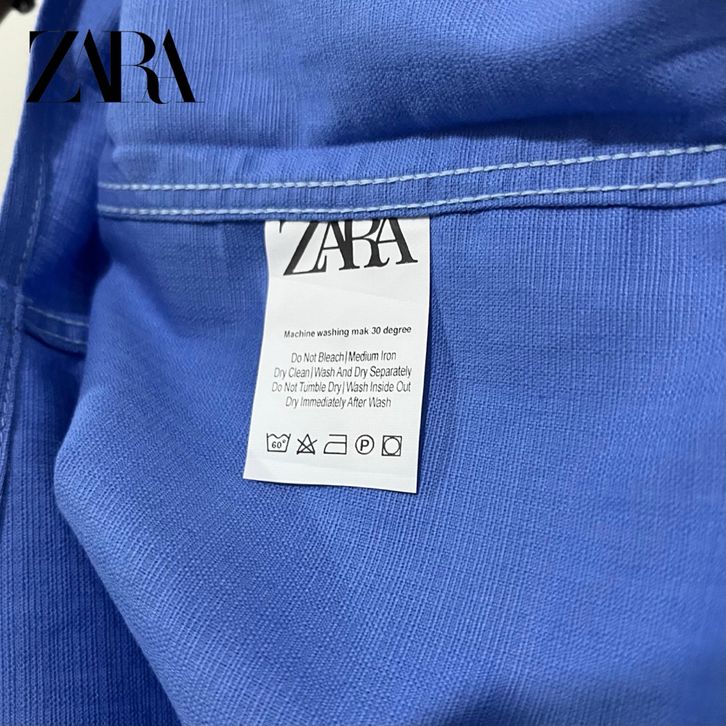 ZARA
ZARA
Machine washing mak 30 degree
Do Not Bleach|Medium Iron
Dry Clean|Wash And Dry Separately
Do Not Tumble Dry|Wash Inside Out
Dry Immediately After Wash
60° P